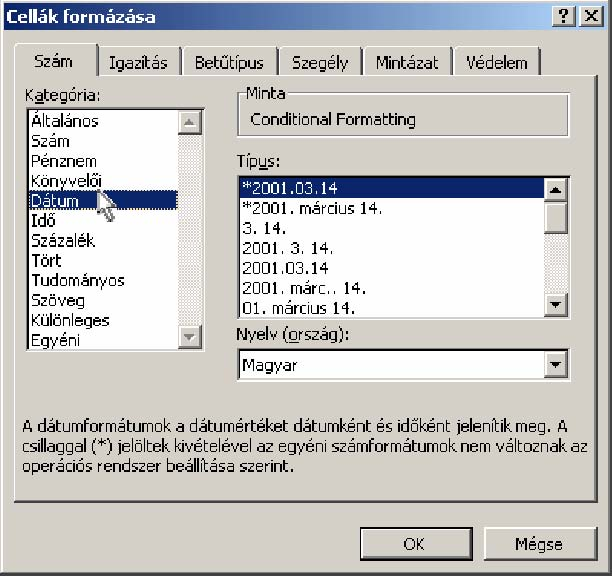 Cellák formázása
Szám Igazítás Betűtípus Szegély Mintázat Védelem
Kategória:
Általános
Szám
Pénznem
Könyvelői
Dátum
Idő
Százalék
Tört
Tudományos
Szöveg
Különleges
Egyéni
Minta
Conditional Formatting
Típus:
*2001.03.14
*2001. március 14.
3. 14.
2001. 3. 14.
2001.03.14
2001. márc.. 14.
01. március 14.
Nyelv (ország):
Magyar
A dátumformátumok a dátumértéket dátumként és időként jelenítik meg. A
csillaggal (*) jelöltek kivételével az egyéni számformátumok nem változnak az
operációs rendszer beállítása szerint.
OK Mégse